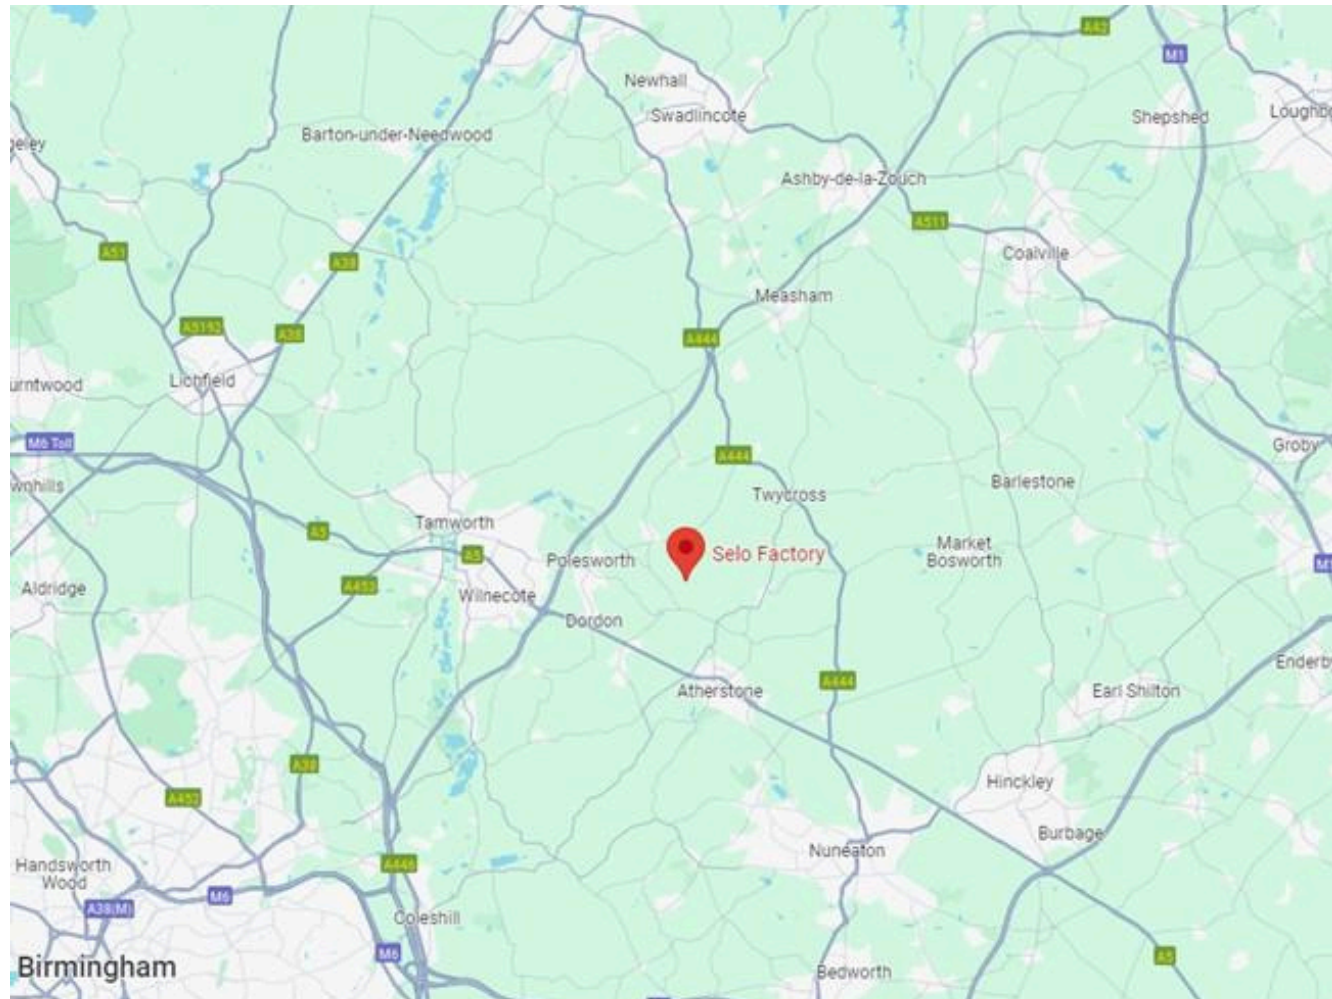 A42
M1
Newhall
Swadlincote
Shepshed
Barton-under-Needwood
Ashby-de-la-Zouch
A511
A51
A38
Coalville
Measham
A5192
A38
A444
Lichfield
M6 Toll
A444
Groby
Twycross
Barlestone
Tamworth
A5
A5
Polesworth
Selo Factory
Market
Bosworth
A453
Aldridge
Wilnecote
Dordon
A444
Atherstone
Earl Shilton
A38
A452
Hinckley
Burbage
Nuneaton
Handsworth
Wood
A446
M6
A38(M)
Coleshill
M6
A5
Birmingham
Bedworth